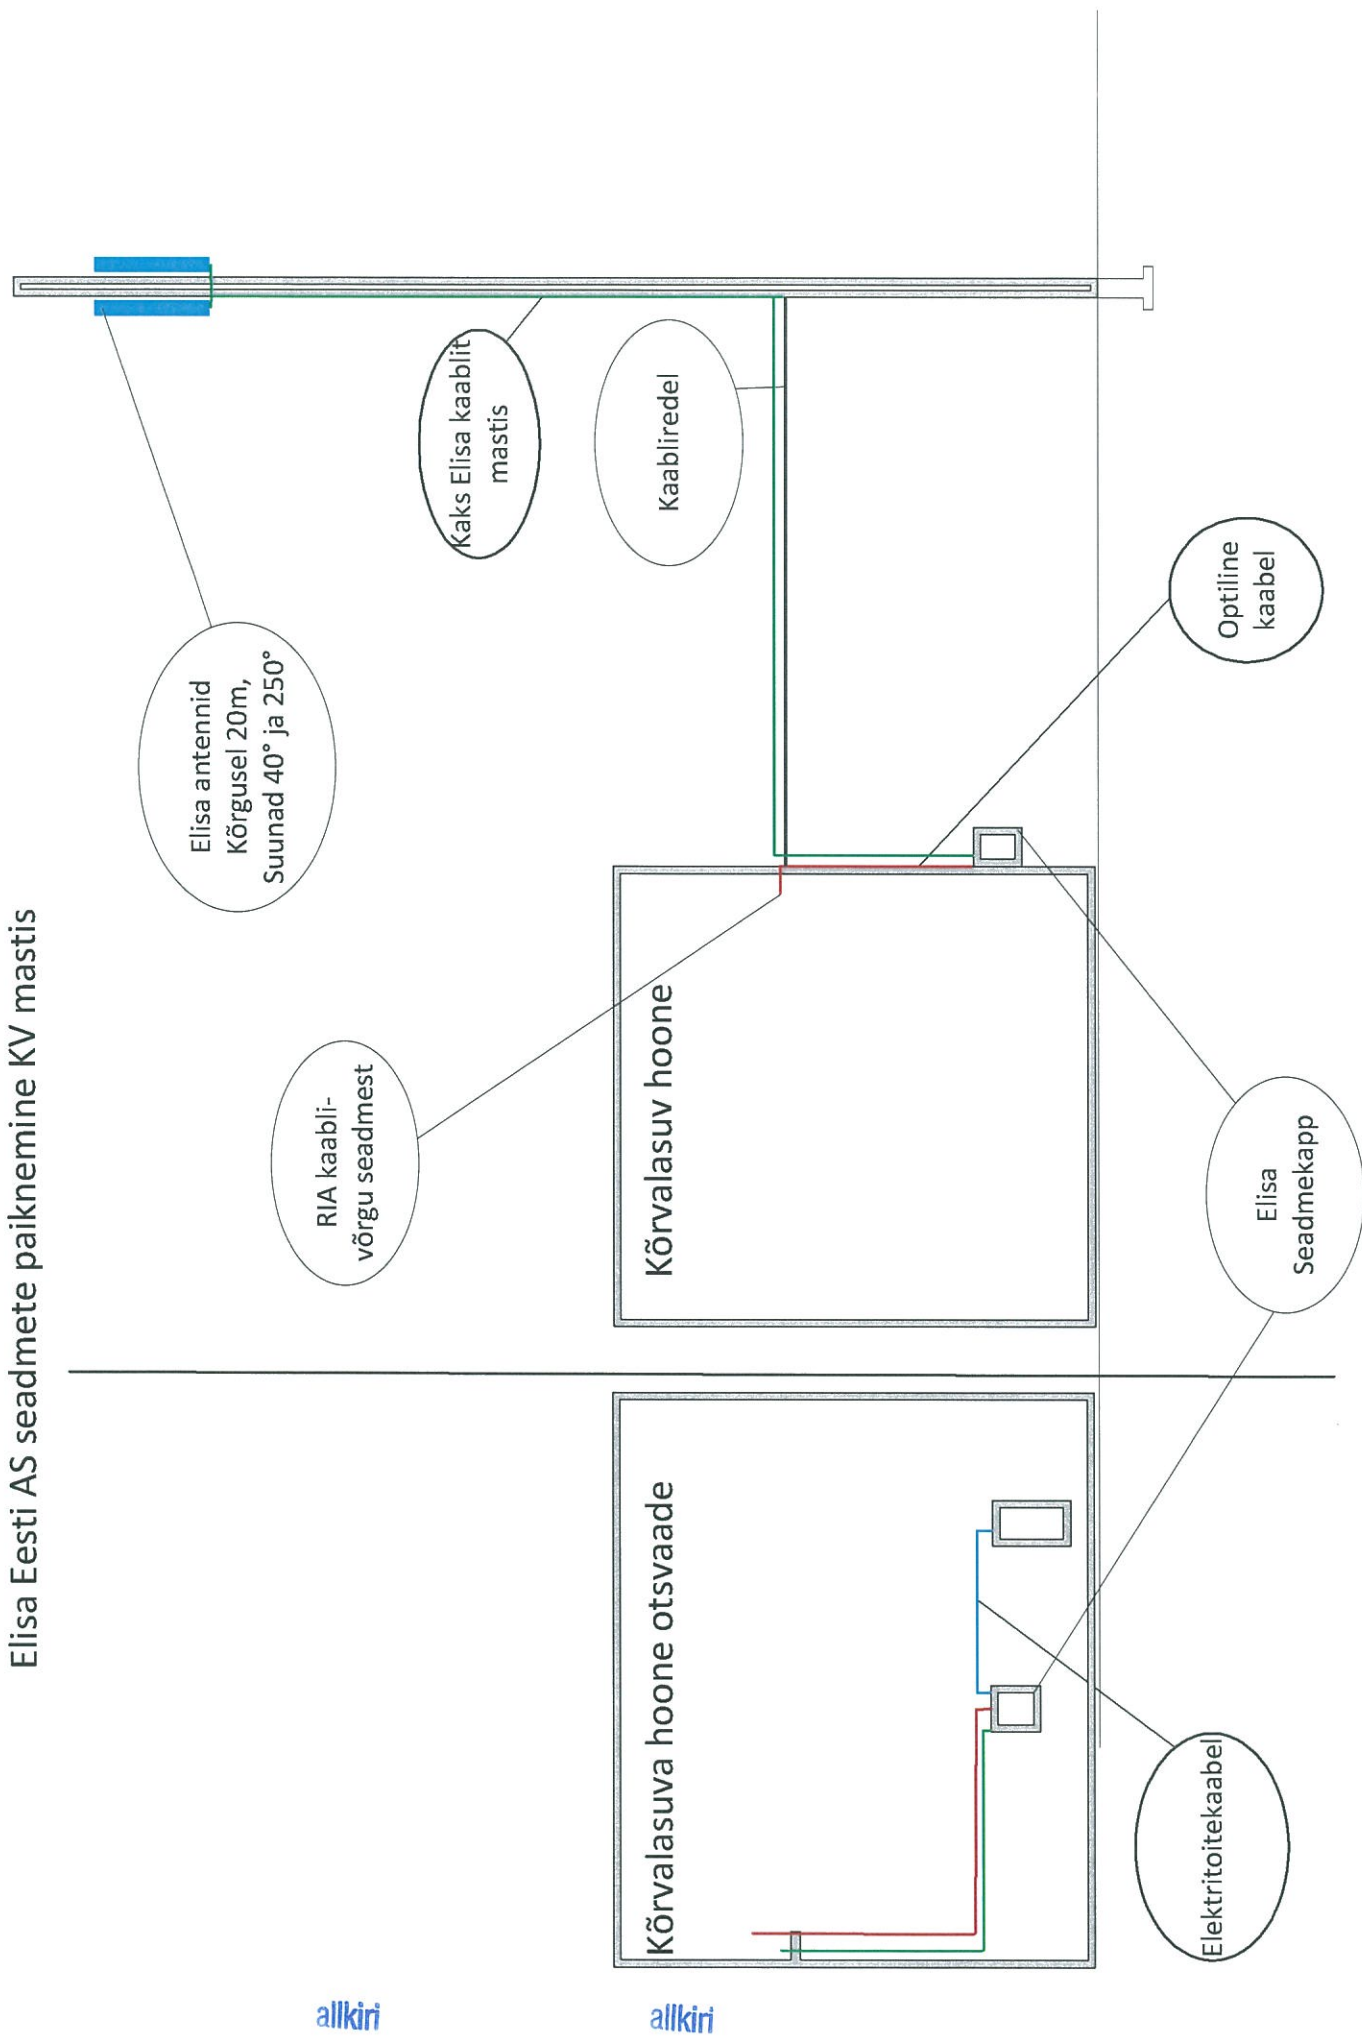 Elisa Eesti AS seadmete paiknemine KV mastis
Elisa antennid
Kõrgusel 20m,
Suunad 40° ja 250°
Kaks Elisa kaablit
mastis
RIA kaabli-
võrgu seadmest
Kaabliredel
Kõrvalasuva hoone otsvaade
Kõrvalasuv hoone
Elektritoitekaabel
Elisa
Seadmekapp
Optiline
kaabel
allkiri
allkiri